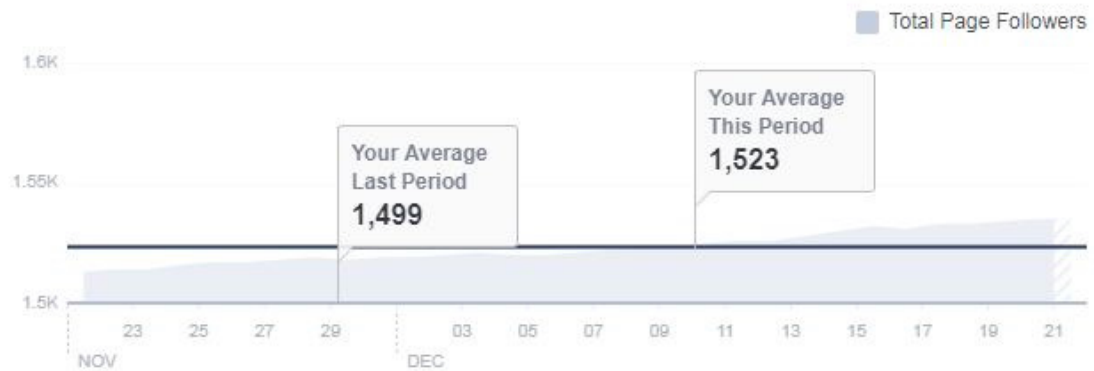 Total Page Followers
1.6K
Your Average
This Period
1,523
Your Average
Last Period
1,499
1.55K
1.5K
23 25 27 29 03 05 07 09 11 13 15 17 19 21
NOV DEC